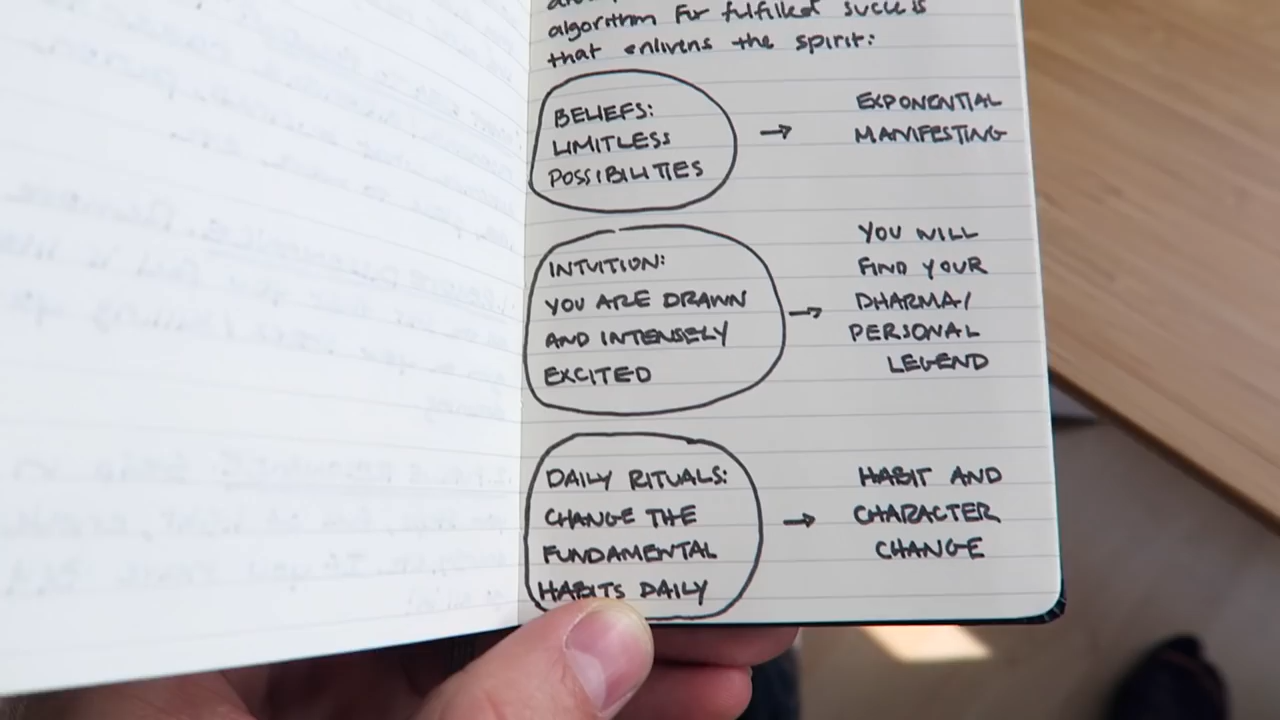 algorithm for fulfilled success
that enlivens the spirit:
BELIEFS:
LIMITLESS
POSSIBILITIES
→
EXPONENTIAL
MANIFESTING
INTUITION:
YOU ARE DRAWN
AND INTENSELY
EXCITED
→
YOU WILL
FIND YOUR
DHARMA/
PERSONAL
LEGEND
DAILY RITUALS:
CHANGE THE
FUNDAMENTAL
HABITS DAILY
→
HABIT AND
CHARACTER
CHANGE